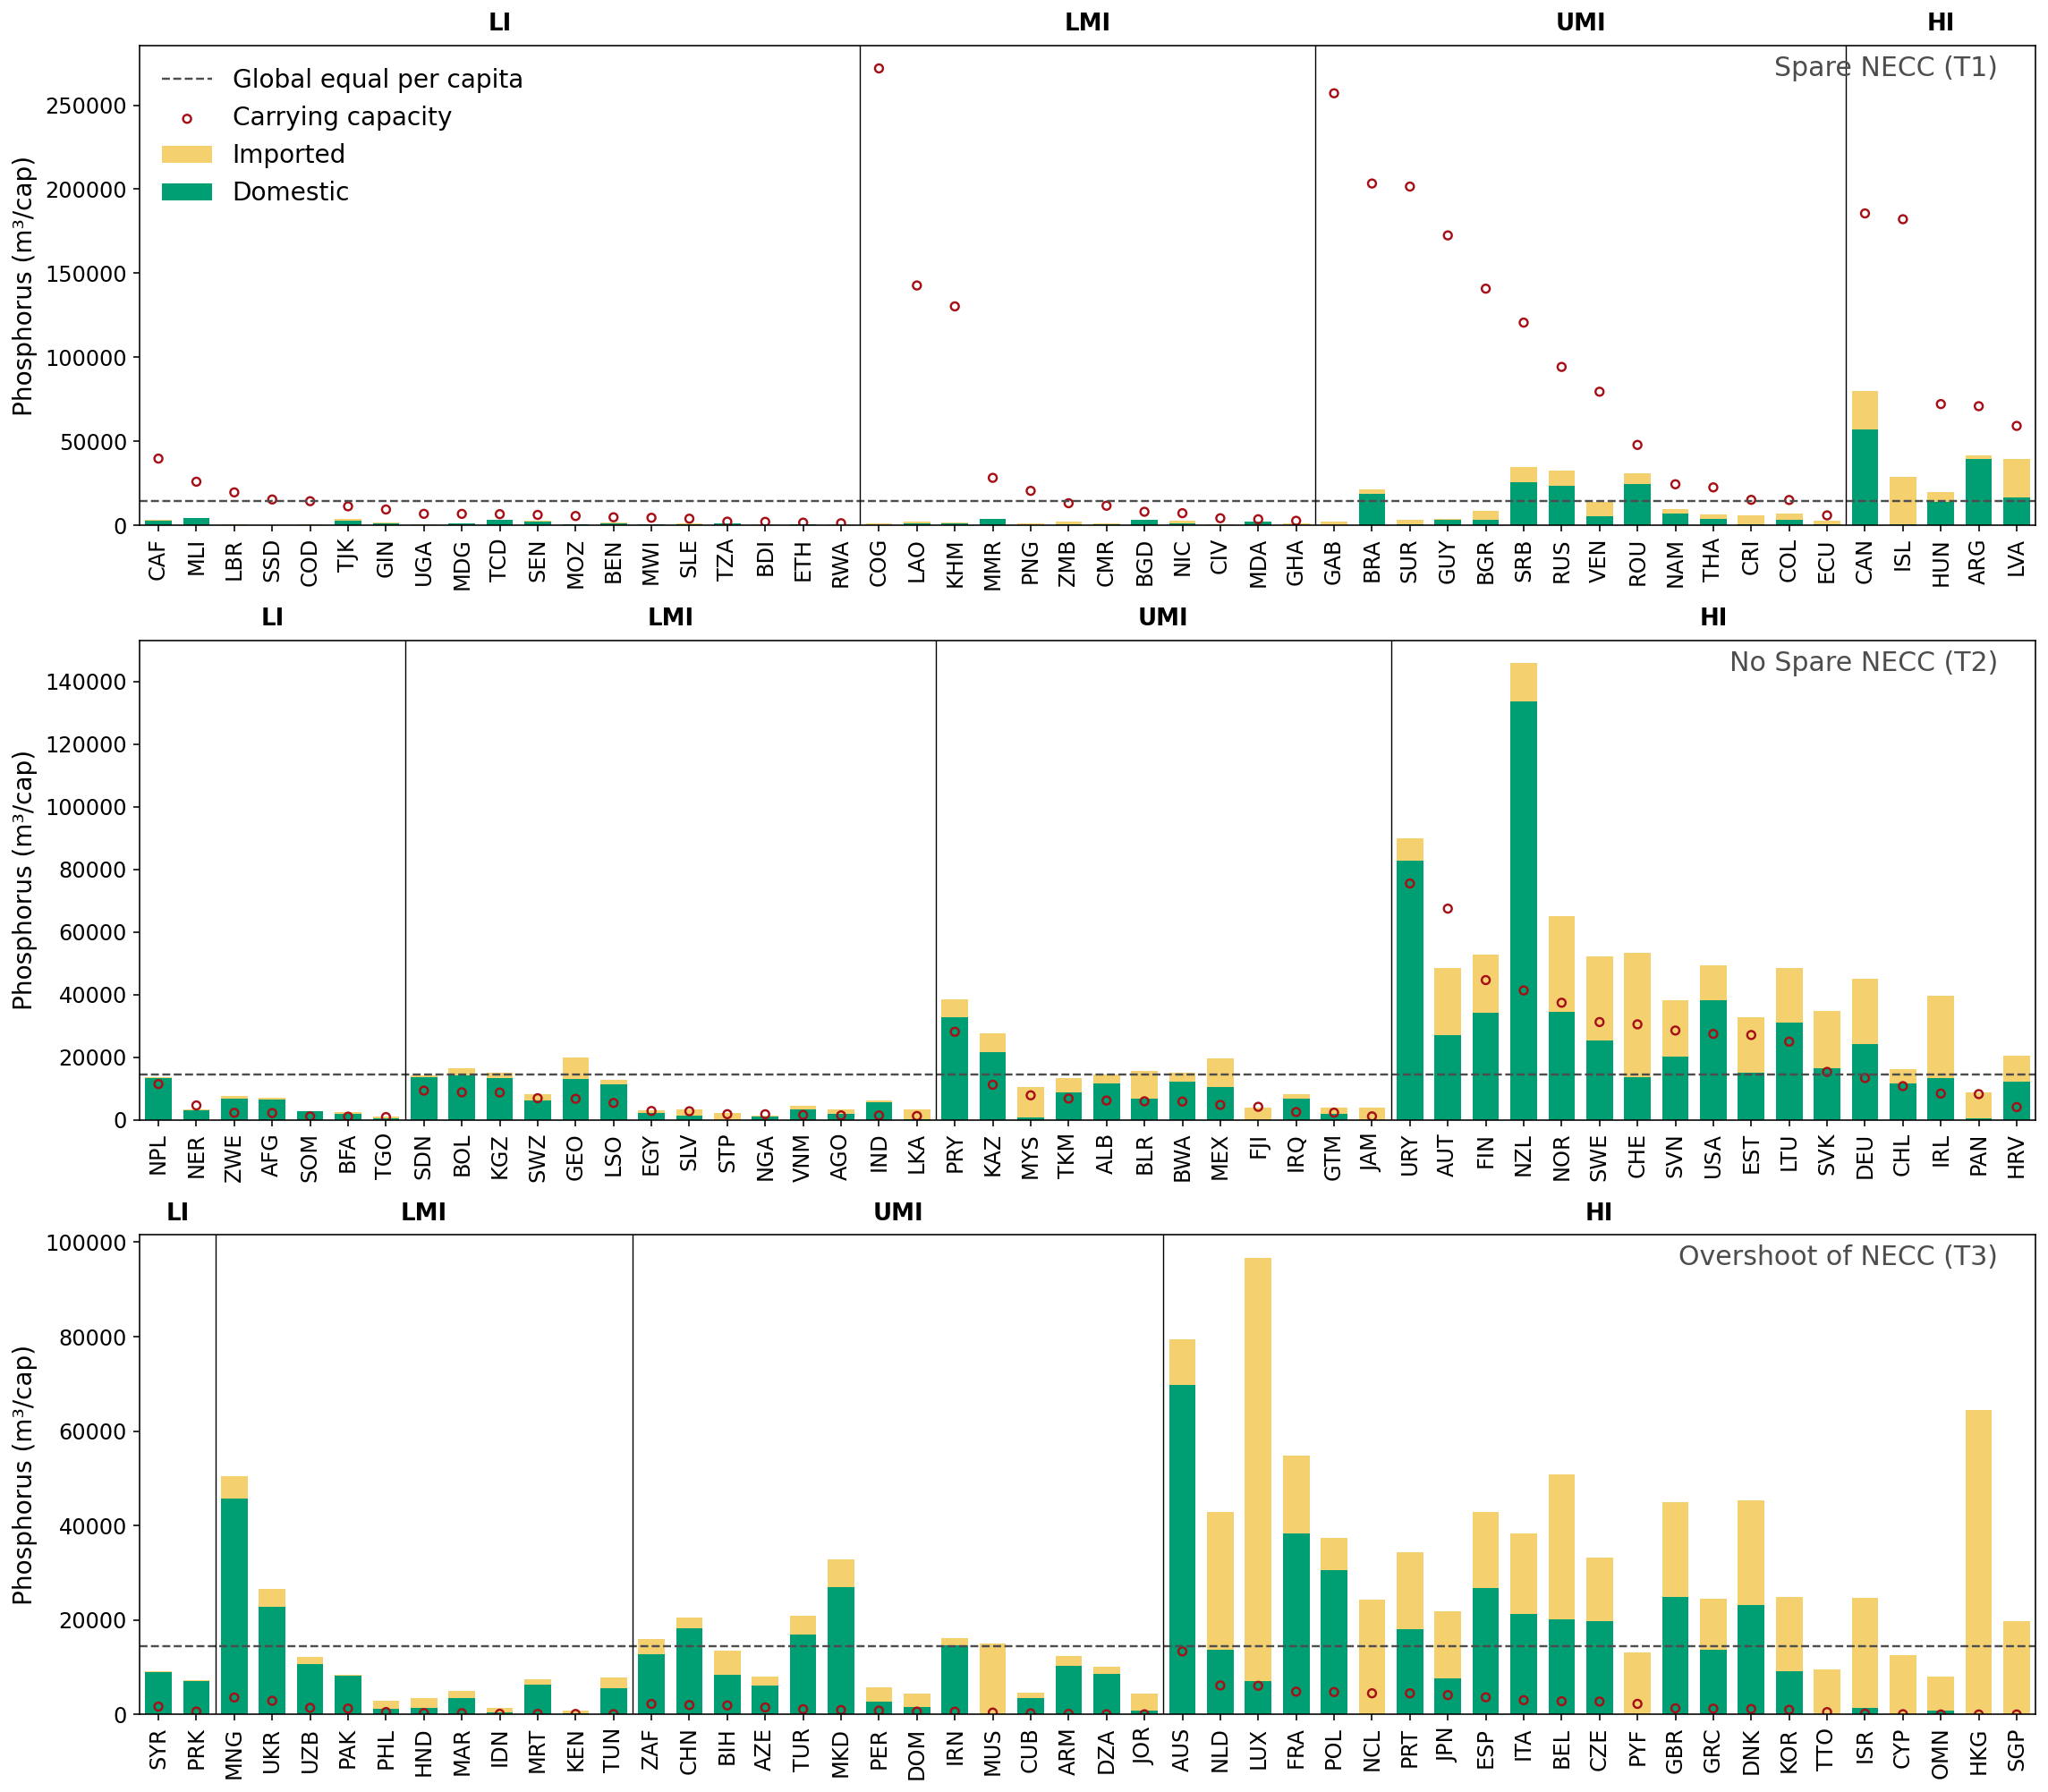 LI LMI UMI HI
Spare NECC (T1)
Global equal per capita
Carrying capacity
Imported
Domestic
Phosphorus (m³/cap)
250000
200000
150000
100000
50000
0
CAF MLI LBR SSD COD TJK GIN UGA MDG TCD SEN MOZ BEN MWI SLE TZA BDI ETH RWA COG LAO KHM MMR PNG ZMB CMR BGD NIC CIV MDA GHA GAB BRA SUR GUY BGR SRB RUS VEN ROU NAM THA CRI COL ECU CAN ISL HUN ARG LVA
LI LMI UMI HI
No Spare NECC (T2)
Phosphorus (m³/cap)
140000
120000
100000
80000
60000
40000
20000
0
NPL NER ZWE AFG SOM BFA TGO SDN BOL KGZ SWZ GEO LSO EGY SLV STP NGA VNM AGO IND LKA PRY KAZ MYS TKM ALB BLR BWA MEX FJI IRQ GTM JAM URY AUT FIN NZL NOR SWE CHE SVN USA EST LTU SVK DEU CHL IRL PAN HRV
LI LMI UMI HI
Overshoot of NECC (T3)
Phosphorus (m³/cap)
100000
80000
60000
40000
20000
0
SYR PRK MNG UKR UZB PAK PHL HND MAR IDN MRT KEN TUN ZAF CHN BIH AZE TUR MKD PER DOM IRN MUS CUB ARM DZA JOR AUS NLD LUX FRA POL NCL PRT JPN ESP ITA BEL CZE PYF GBR GRC DNK KOR TTO ISR CYP OMN HKG SGP